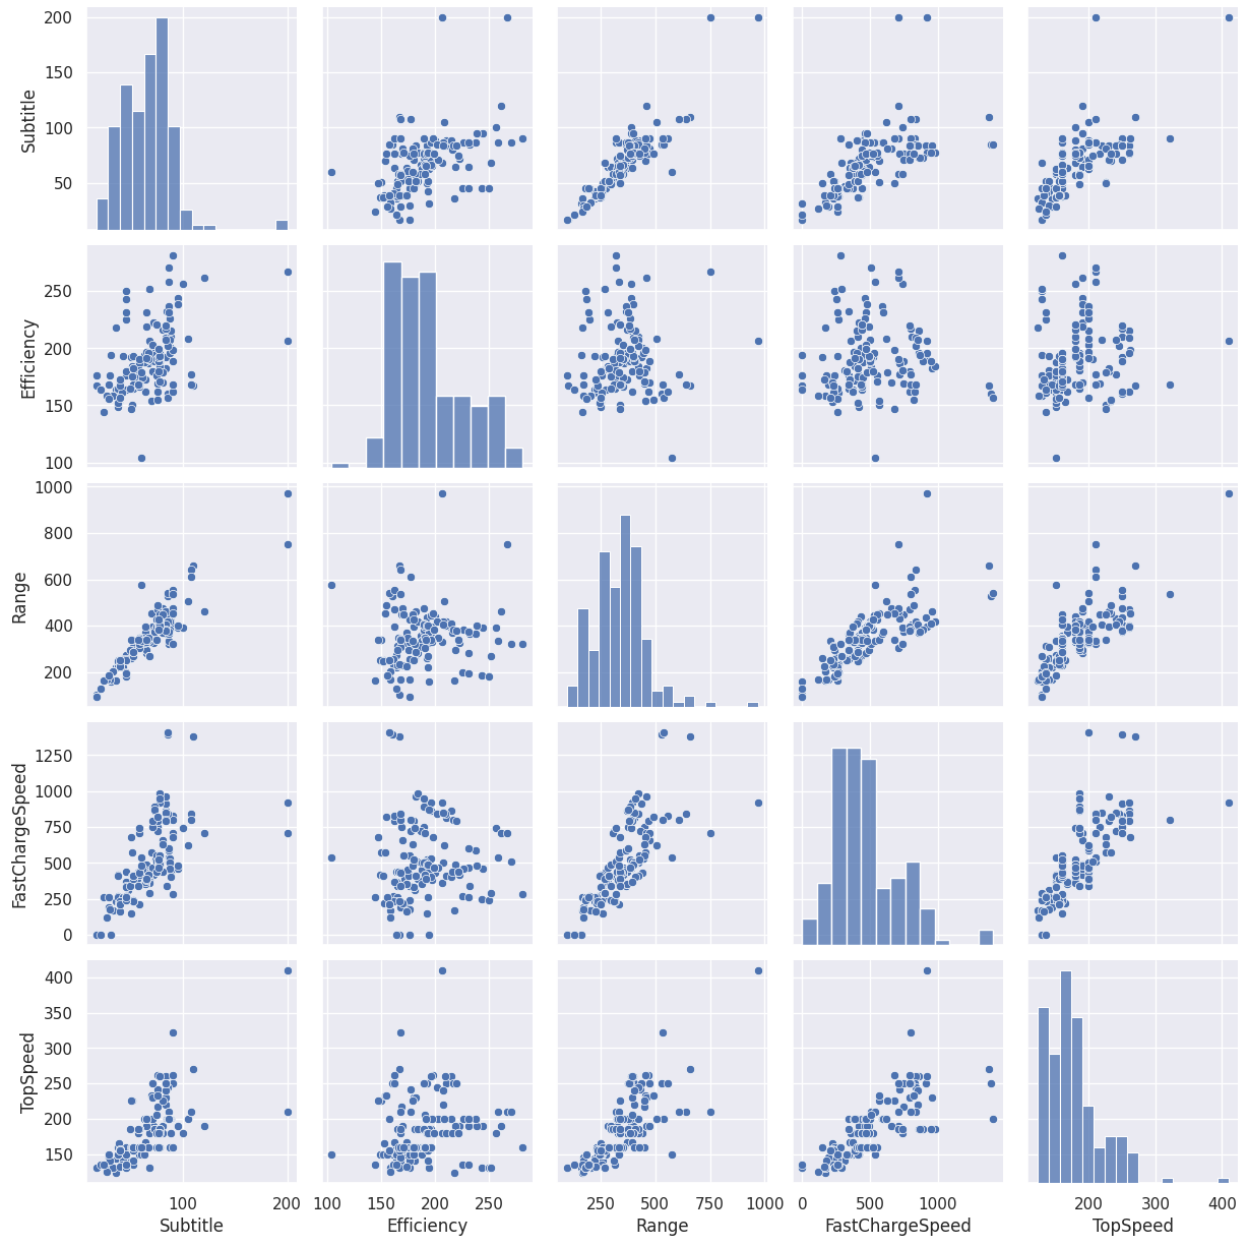 200
150
100
50
Subtitle
250
200
150
100
Efficiency
1000
800
600
400
200
Range
1250
1000
750
500
250
0
FastChargeSpeed
400
350
300
250
200
150
TopSpeed
100 200
100 150 200 250
250 500 750 1000
0 500 1000
200 300 400
Subtitle Efficiency Range FastChargeSpeed TopSpeed